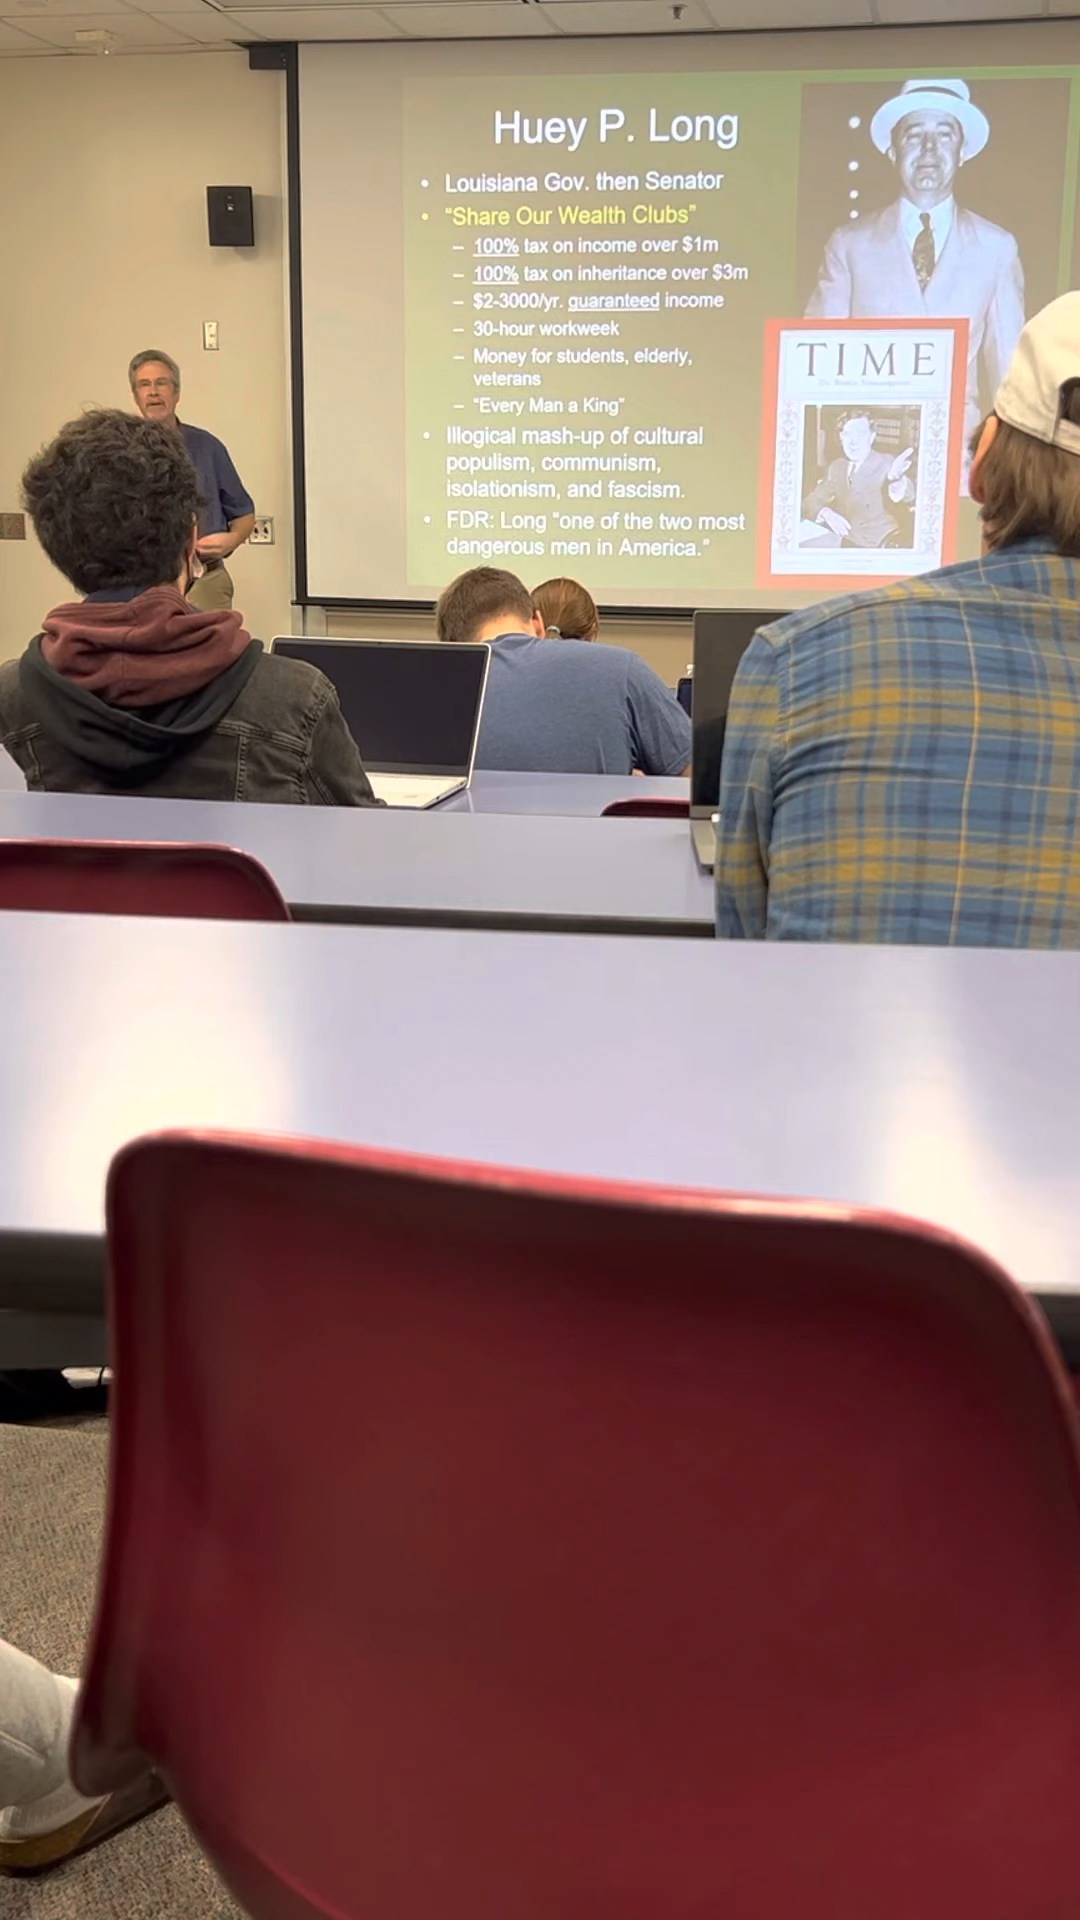 Huey P. Long
• Louisiana Gov. then Senator
• "Share Our Wealth Clubs"
– 100% tax on income over $1m
– 100% tax on inheritance over $3m
– $2-3000/yr. guaranteed income
– 30-hour workweek
– Money for students, elderly,
veterans
– "Every Man a King"
• Illogical mash-up of cultural
populism, communism,
isolationism, and fascism.
• FDR: Long "one of the two most
dangerous men in America."
TIME